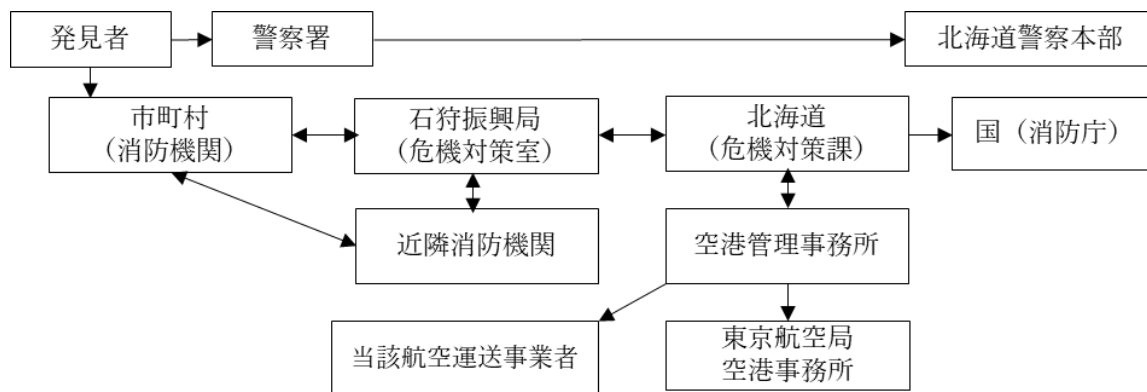 発見者
警察署
北海道警察本部
市町村
（消防機関）
石狩振興局
（危機対策室）
北海道
（危機対策課）
国（消防庁）
近隣消防機関
空港管理事務所
当該航空運送事業者
東京航空局
空港事務所